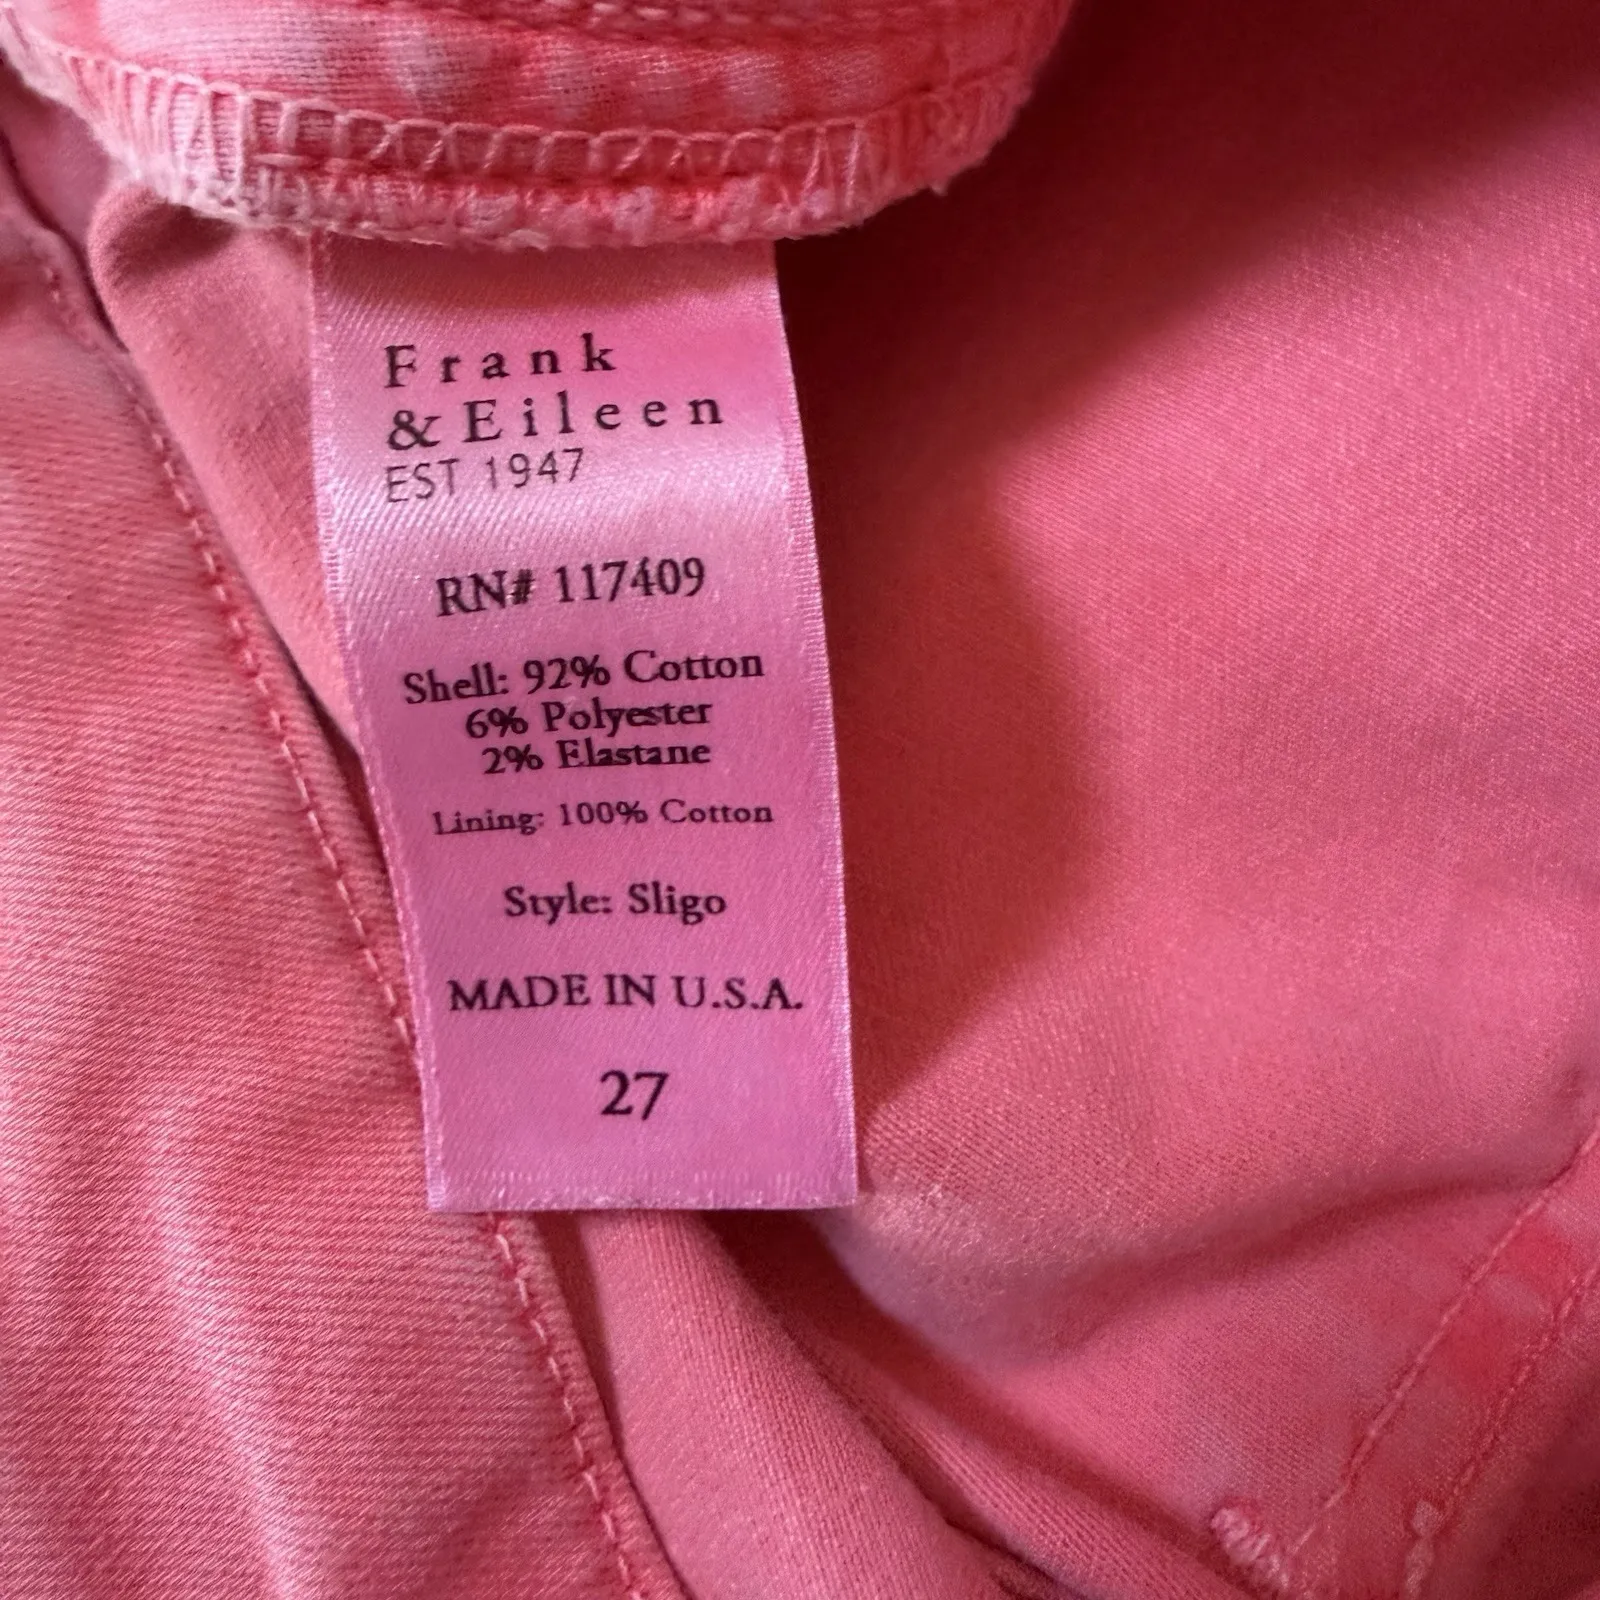 Frank
& Eileen
EST 1947
RN# 117409
Shell: 92% Cotton
6% Polyester
2% Elastane
Lining: 100% Cotton
Style: Sligo
MADE IN U.S.A.
27